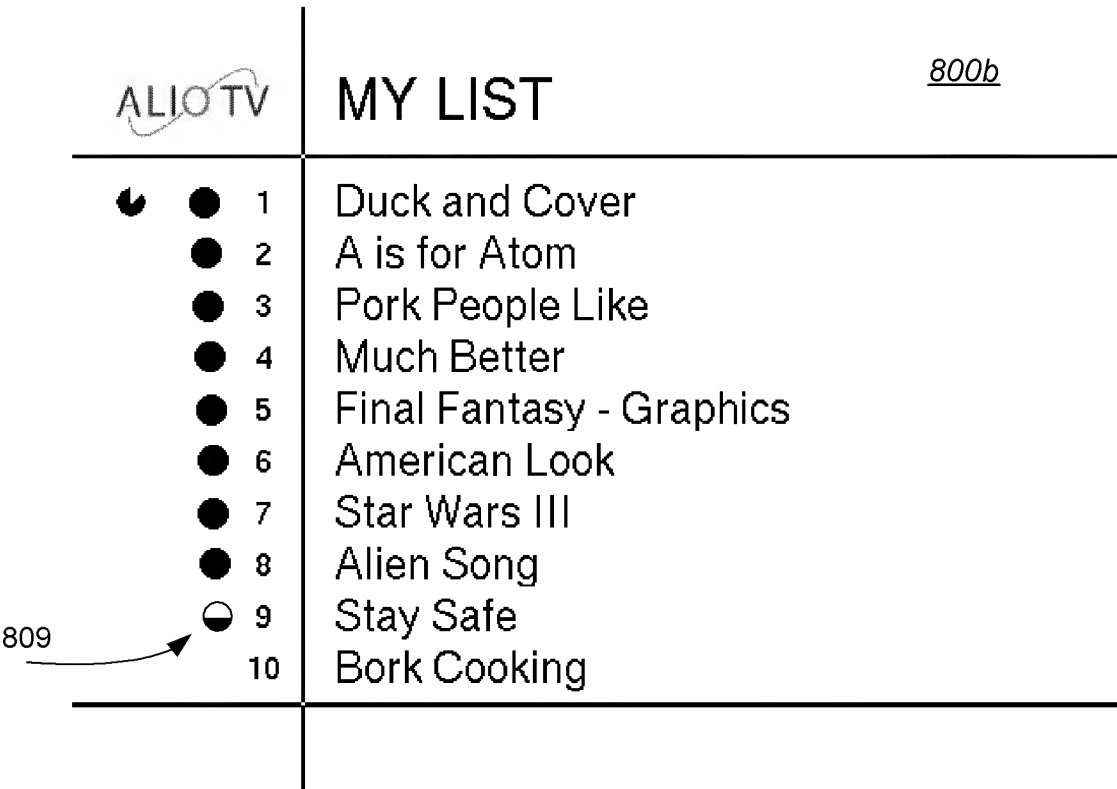 ALIO TV
MY LIST
800b
1 Duck and Cover
2 A is for Atom
3 Pork People Like
4 Much Better
5 Final Fantasy - Graphics
6 American Look
7 Star Wars III
8 Alien Song
9 Stay Safe
809
10 Bork Cooking